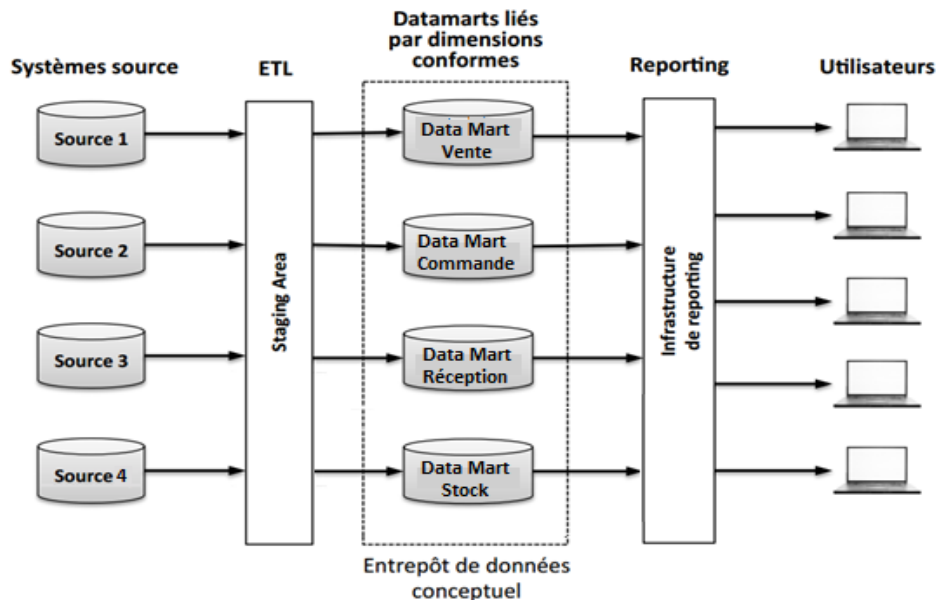 Datamarts liés
par dimensions
conformes
Systèmes source
ETL
Reporting
Utilisateurs
Source 1
Source 2
Source 3
Source 4
Staging Area
Data Mart
Vente
Data Mart
Commande
Data Mart
Réception
Data Mart
Stock
Infrastructure
de reporting
Entrepôt de données
conceptuel